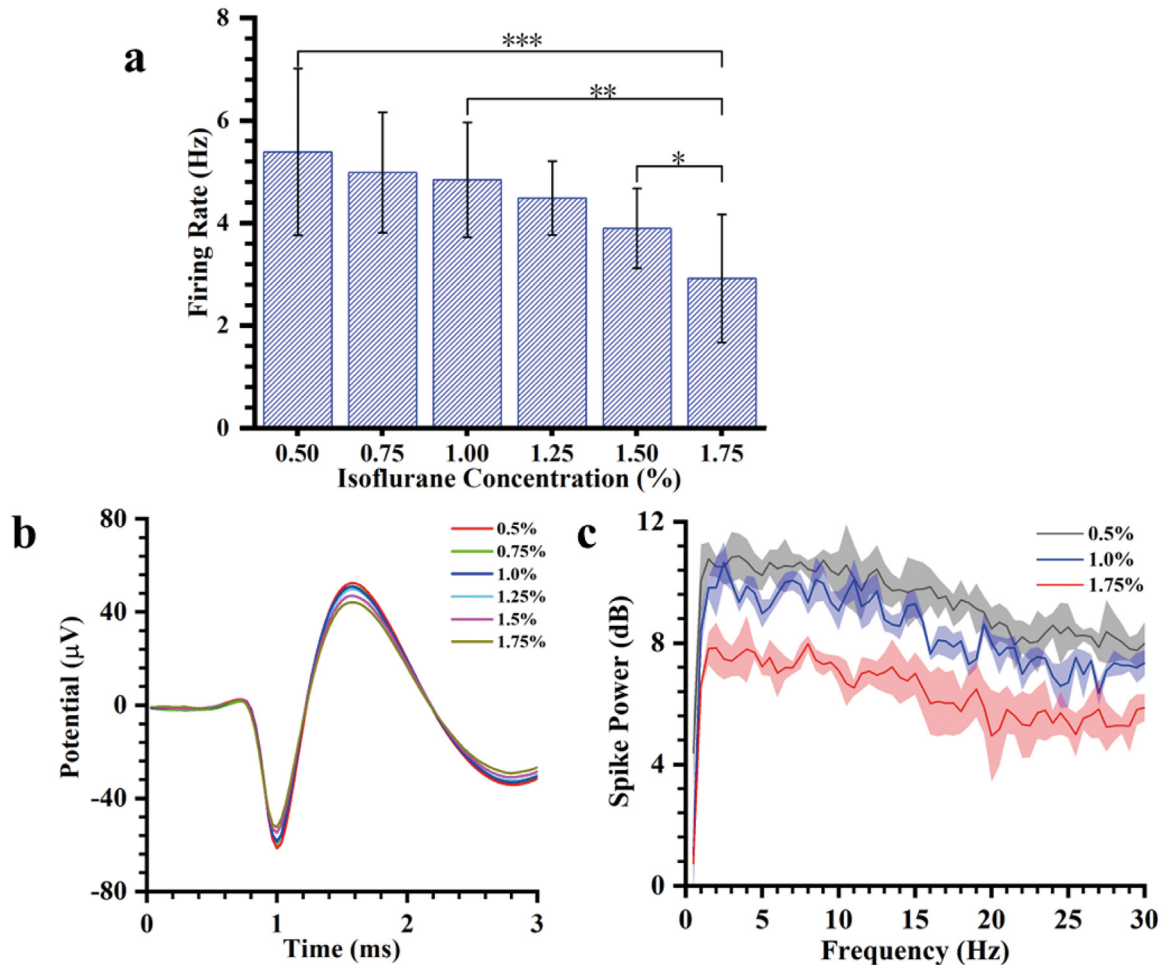 a
8
6
4
2
0
Firing Rate (Hz)
***
**
*
0.50 0.75 1.00 1.25 1.50 1.75
Isoflurane Concentration (%)
b
80
40
0
-40
-80
Potential (μV)
0.5%
0.75%
1.0%
1.25%
1.5%
1.75%
0 1 2 3
Time (ms)
c
12
8
4
0
Spike Power (dB)
0.5%
1.0%
1.75%
0 5 10 15 20 25 30
Frequency (Hz)